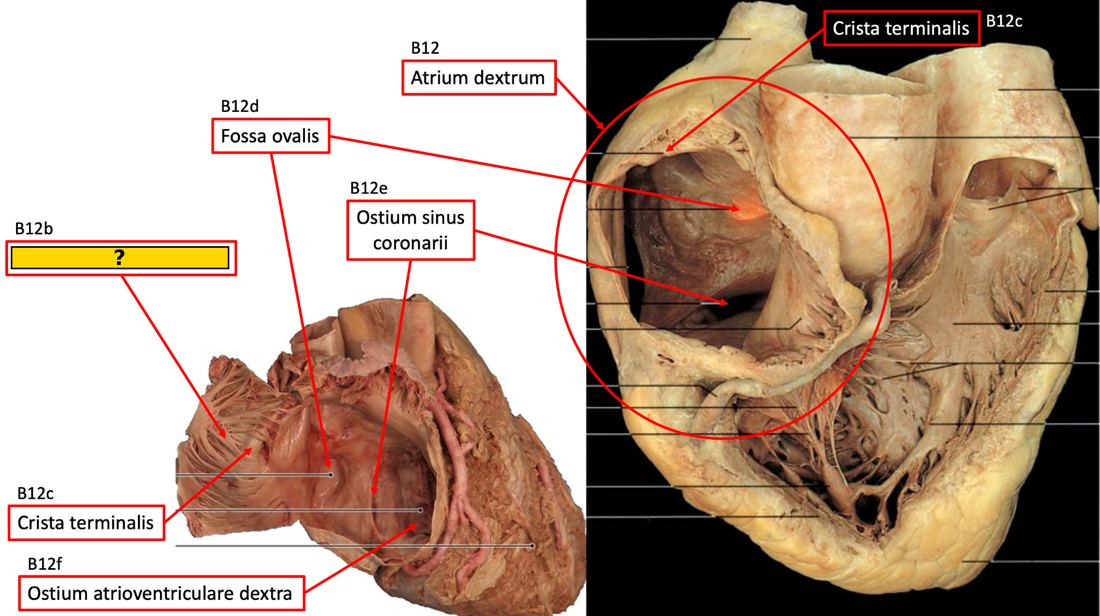 B12c
Crista terminalis
B12
Atrium dextrum
B12d
Fossa ovalis
B12e
Ostium sinus
coronarii
B12b
?
B12c
Crista terminalis
B12f
Ostium atrioventriculare dextra